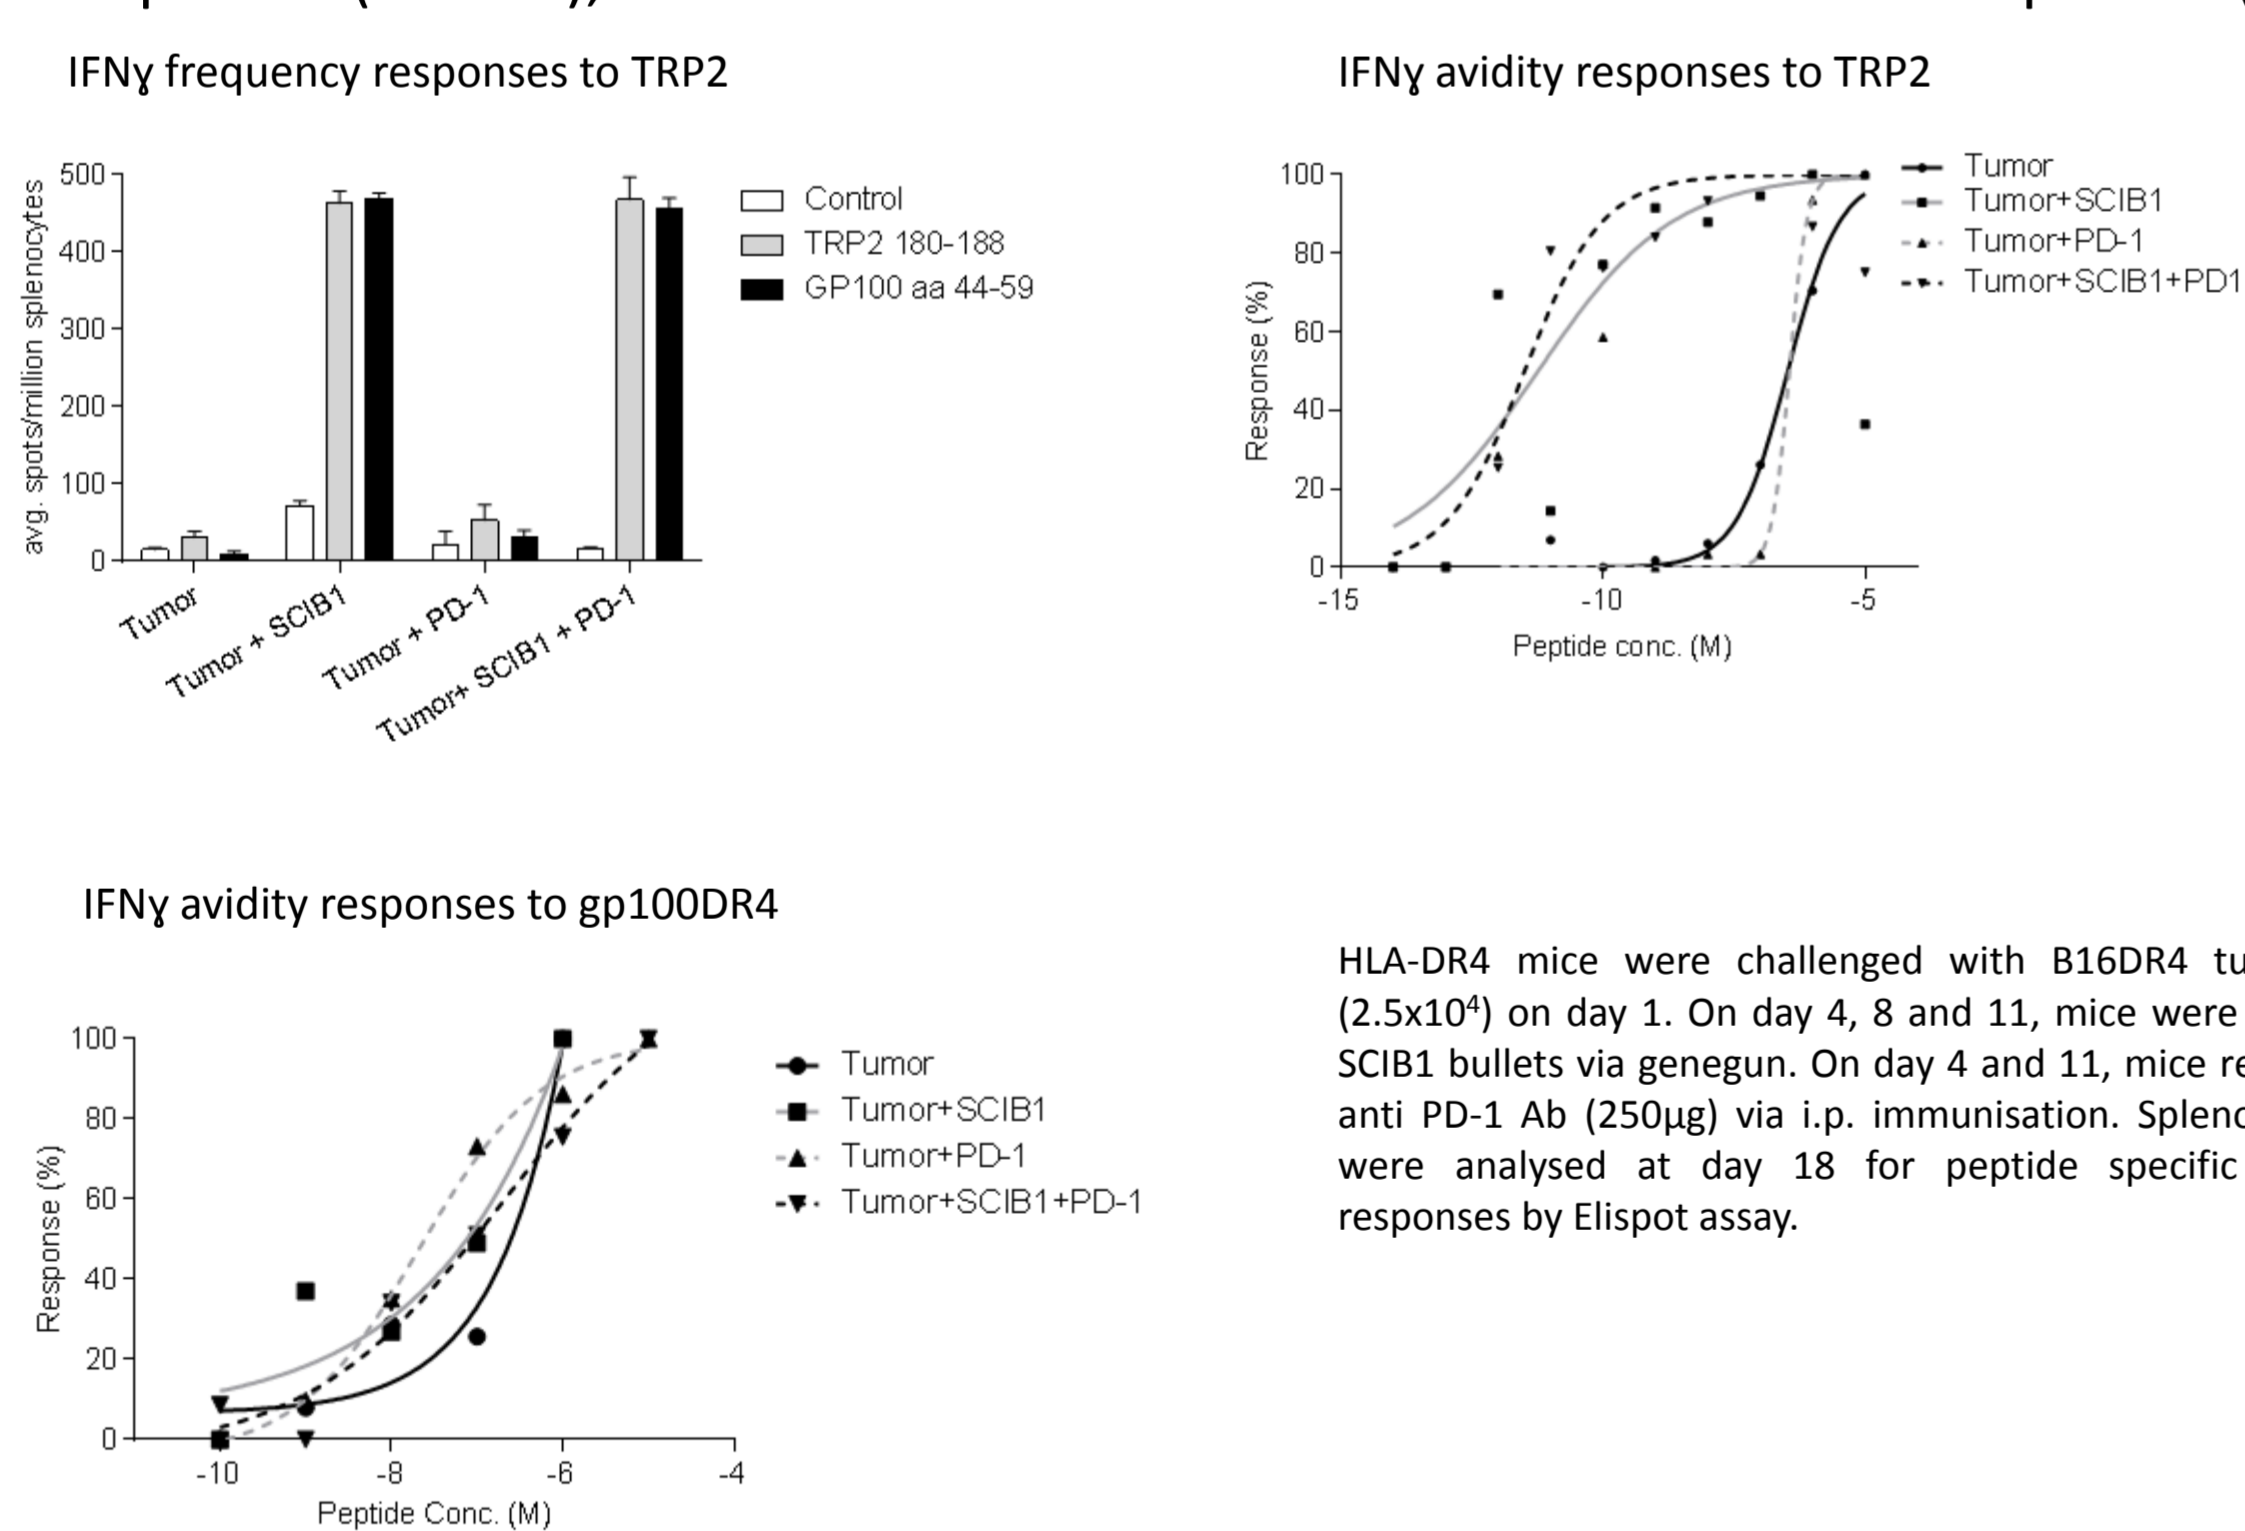 IFNɣ frequency responses to TRP2
500
400
300
200
100
0
avg. spots/million splenocytes
Tumor
Tumor + SCIB1
Tumor + PD-1
Tumor+ SCIB1 + PD-1
Control
TRP2 180-188
GP100 aa 44-59
IFNɣ avidity responses to TRP2
100
80
60
40
20
0
Response (%)
-15
-10
-5
Peptide conc. (M)
Tumor
Tumor+SCIB1
Tumor+PD-1
Tumor+SCIB1+PD1
IFNɣ avidity responses to gp100DR4
100
80
60
40
20
0
Response (%)
-10
-8
-6
-4
Peptide Conc. (M)
Tumor
Tumor+SCIB1
Tumor+PD-1
Tumor+SCIB1+PD-1
HLA-DR4 mice were challenged with B16DR4 tu
(2.5x10⁴) on day 1. On day 4, 8 and 11, mice were
SCIB1 bullets via genegun. On day 4 and 11, mice re
anti PD-1 Ab (250µg) via i.p. immunisation. Spleno
were analysed at day 18 for peptide specific
responses by Elispot assay.